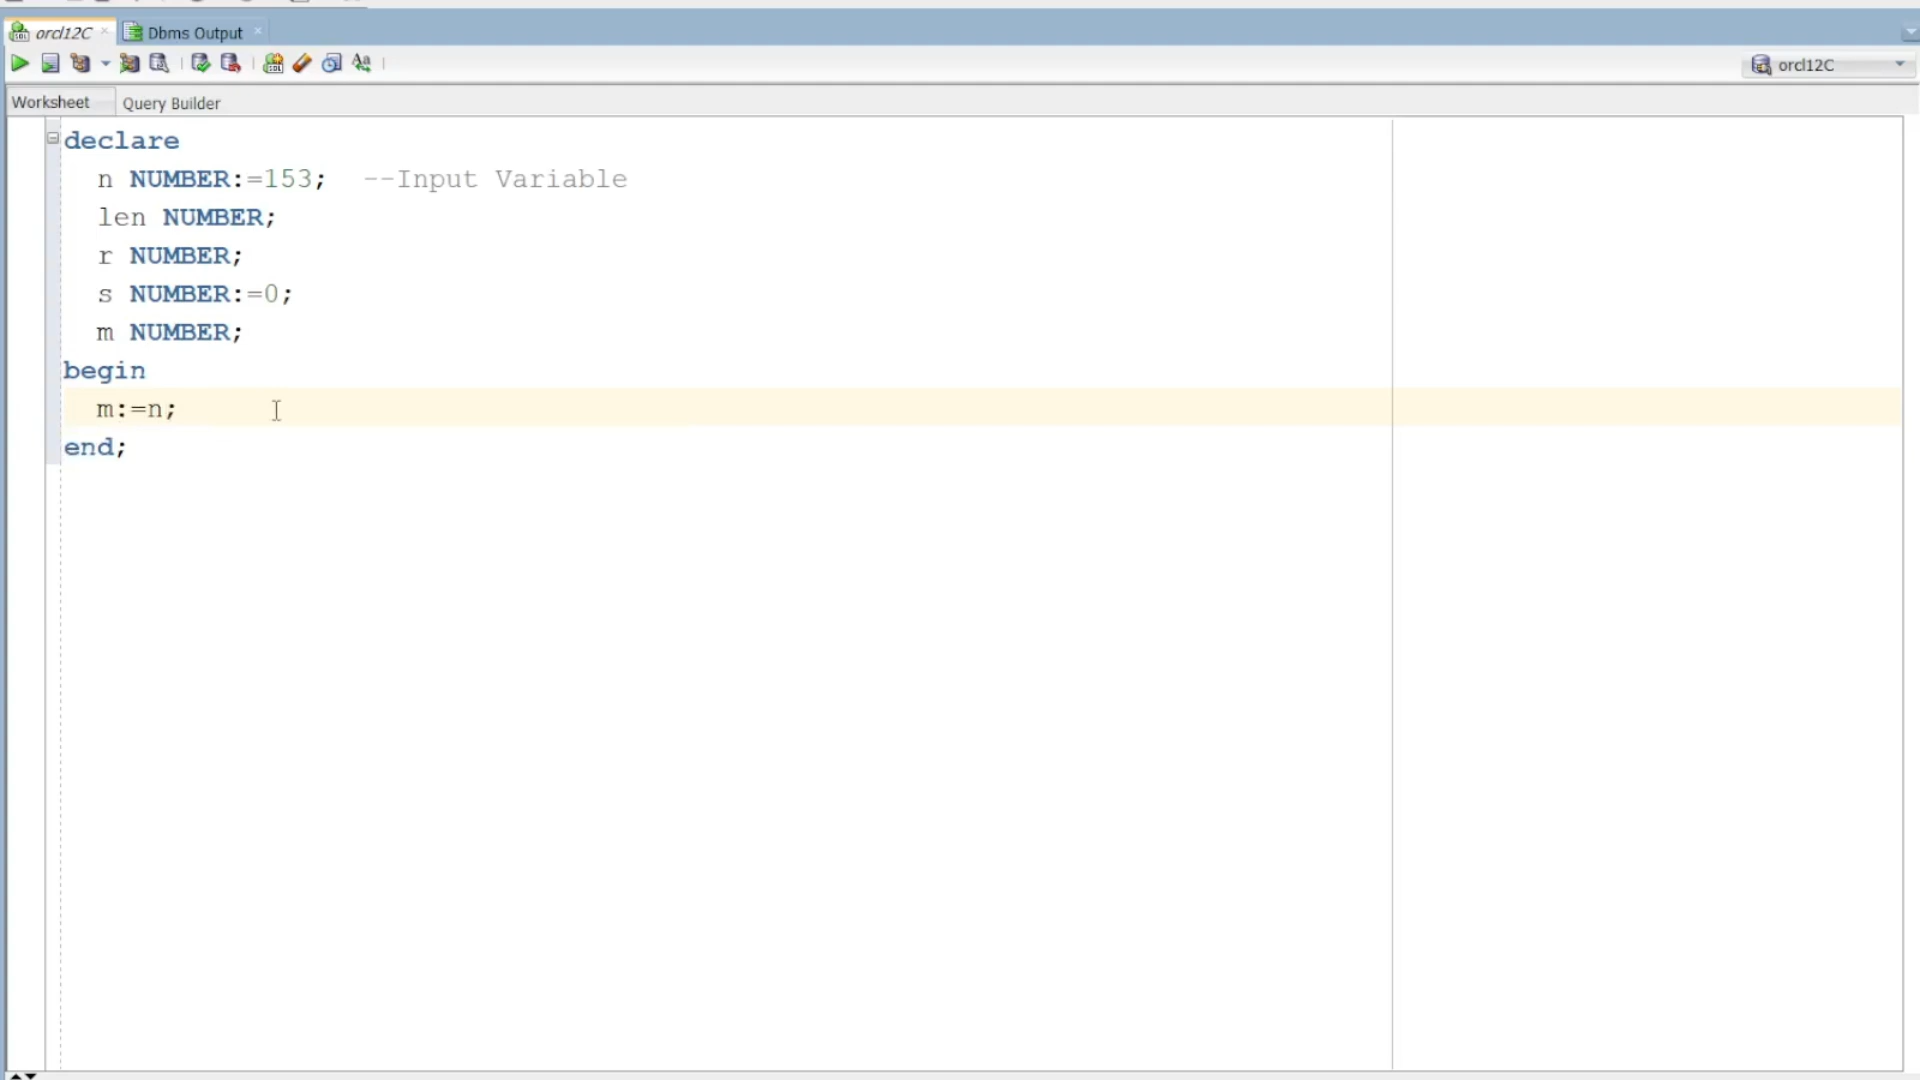 orcl12C
Dbms Output
orcl12C
Worksheet
Query Builder
declare
n NUMBER:=153; --Input Variable
len NUMBER;
r NUMBER;
s NUMBER:=0;
m NUMBER;
begin
m:=n;
end;